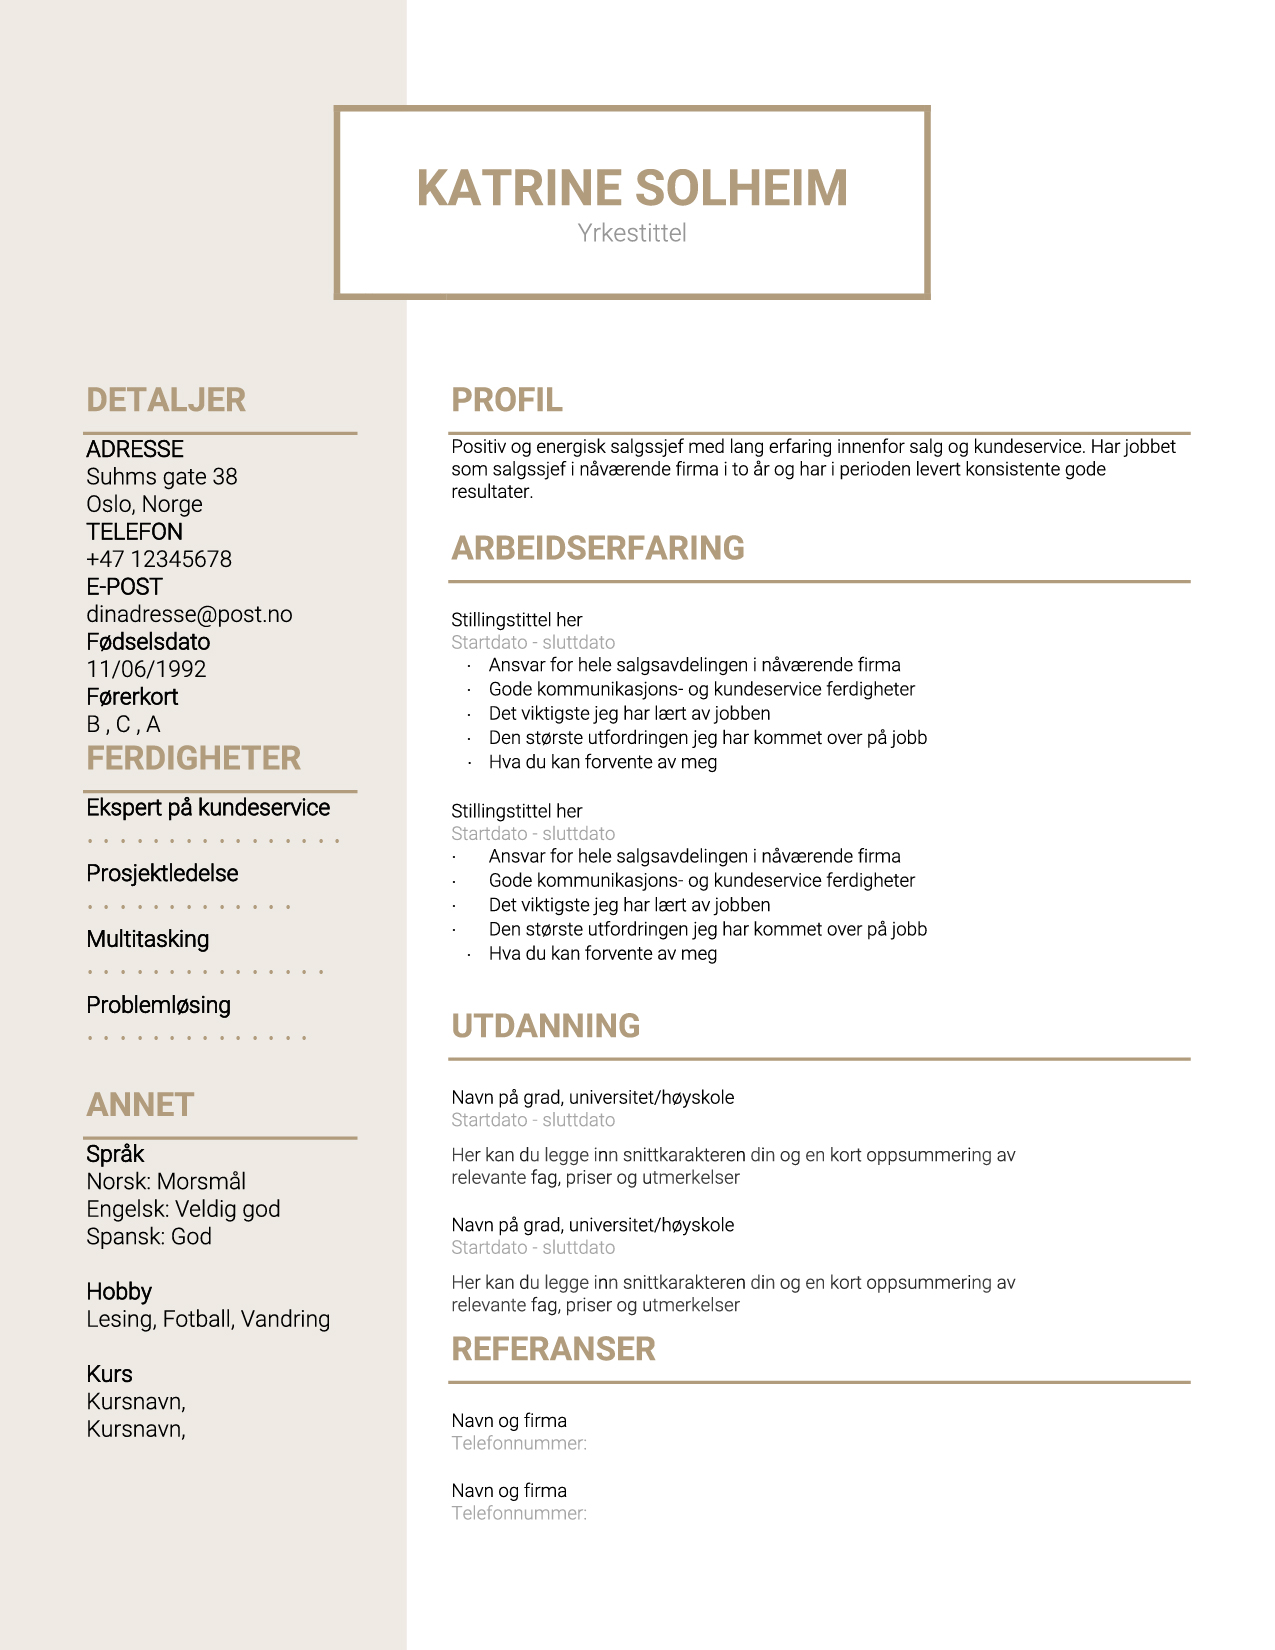 KATRINE SOLHEIM
Yrkestittel
DETALJER
ADRESSE
Suhms gate 38
Oslo, Norge
TELEFON
+47 12345678
E-POST
dinadresse@post.no
Fødselsdato
11/06/1992
Førerkort
B , C , A
FERDIGHETER
Ekspert på kundeservice
. . . . . . . . . . . . . . . .
Prosjektledelse
. . . . . . . . . . . . .
Multitasking
. . . . . . . . . . . . . . .
Problemløsing
. . . . . . . . . . . . . .
ANNET
Språk
Norsk: Morsmål
Engelsk: Veldig god
Spansk: God
Hobby
Lesing, Fotball, Vandring
Kurs
Kursnavn,
Kursnavn,
PROFIL
Positiv og energisk salgssjef med lang erfaring innenfor salg og kundeservice. Har jobbet
som salgssjef i nåværende firma i to år og har i perioden levert konsistente gode
resultater.
ARBEIDSERFARING
Stillingstittel her
Startdato - sluttdato
· Ansvar for hele salgsavdelingen i nåværende firma
· Gode kommunikasjons- og kundeservice ferdigheter
· Det viktigste jeg har lært av jobben
· Den største utfordringen jeg har kommet over på jobb
· Hva du kan forvente av meg
Stillingstittel her
Startdato - sluttdato
· Ansvar for hele salgsavdelingen i nåværende firma
· Gode kommunikasjons- og kundeservice ferdigheter
· Det viktigste jeg har lært av jobben
· Den største utfordringen jeg har kommet over på jobb
· Hva du kan forvente av meg
UTDANNING
Navn på grad, universitet/høyskole
Startdato - sluttdato
Her kan du legge inn snittkarakteren din og en kort oppsummering av
relevante fag, priser og utmerkelser
Navn på grad, universitet/høyskole
Startdato - sluttdato
Her kan du legge inn snittkarakteren din og en kort oppsummering av
relevante fag, priser og utmerkelser
REFERANSER
Navn og firma
Telefonnummer:
Navn og firma
Telefonnummer: